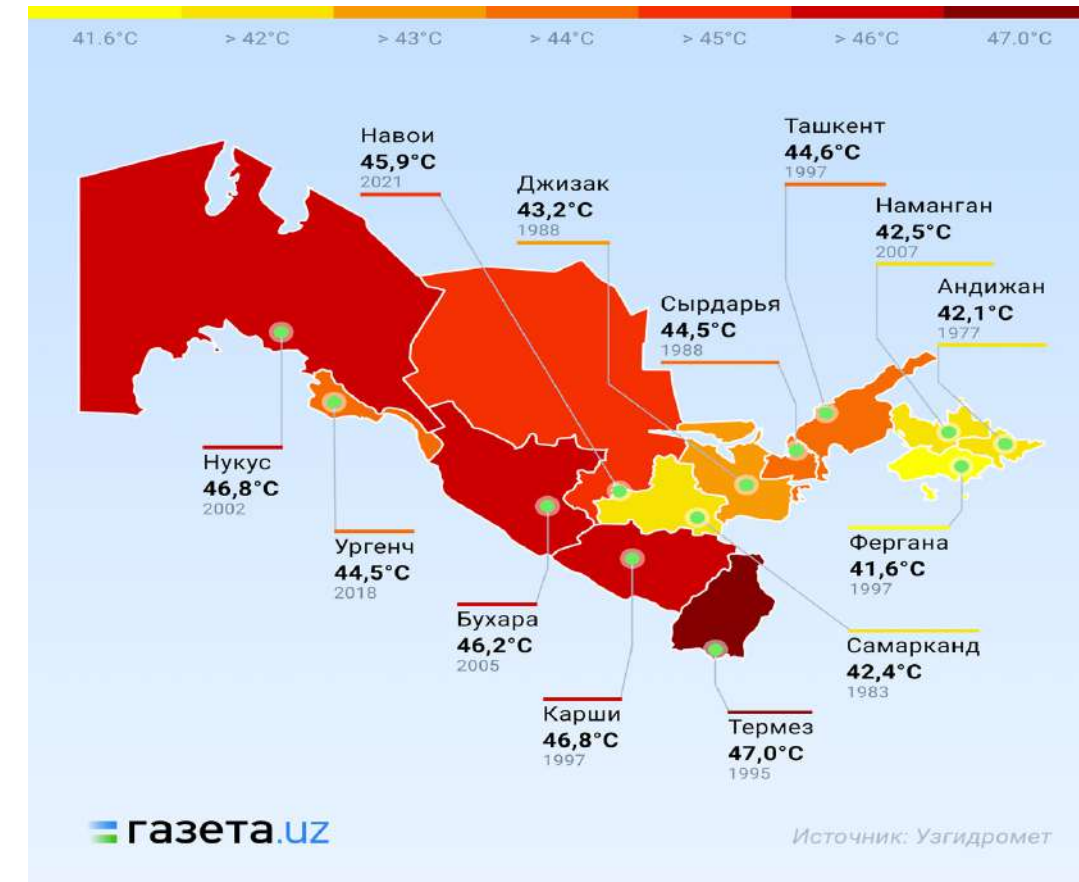 41.6°C > 42°C > 43°C > 44°C > 45°C > 46°C 47.0°C
Навои
45,9°C
2021
Джизак
43,2°C
1988
Ташкент
44,6°C
1997
Наманган
42,5°C
2007
Андижан
42,1°C
1977
Сырдарья
44,5°C
1988
Нукус
46,8°C
2002
Ургенч
44,5°C
2018
Бухара
46,2°C
2005
Карши
46,8°C
1997
Термез
47,0°C
1995
Фергана
41,6°C
1997
Самарканд
42,4°C
1983
газета.uz
Источник: Узгидромет